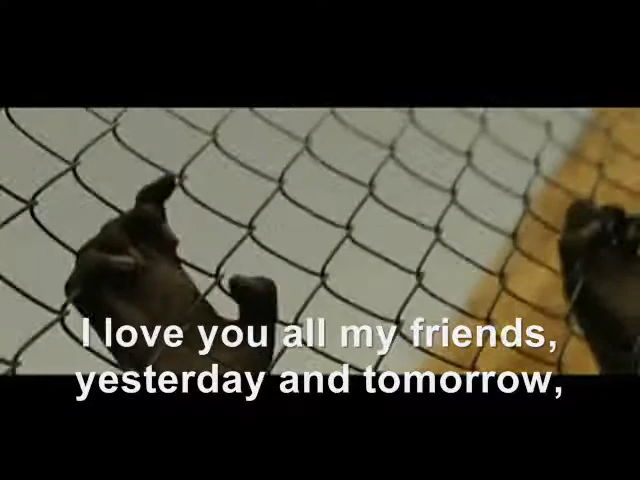 I love you all my friends,
yesterday and tomorrow,